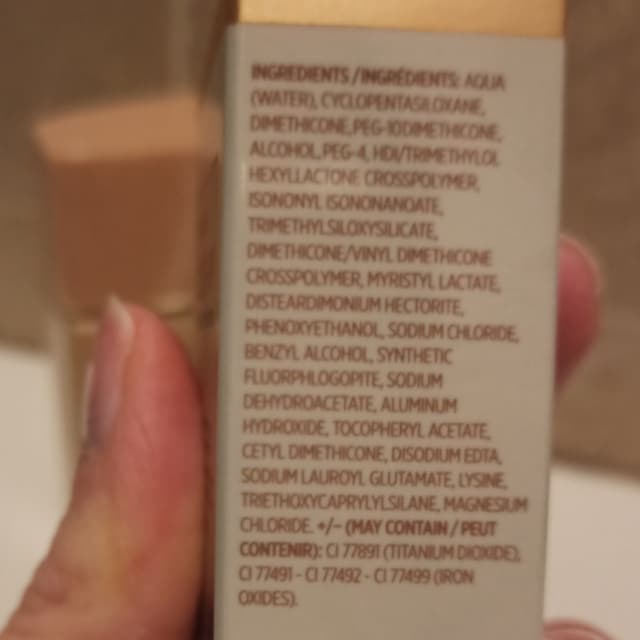 INGREDIENTS / INGRÉDIENTS: AQUA
(WATER), CYCLOPENTASILOXANE,
DIMETHICONE, PEG-10DIMETHICONE,
ALCOHOL, PEG-4, HDI/TRIMETHYLOL
HEXYLLACTONE CROSSPOLYMER,
ISONONYL ISONONANOATE,
TRIMETHYLSILOXYSILICATE,
DIMETHICONE/VINYL DIMETHICONE
CROSSPOLYMER, MYRISTYL LACTATE,
DISTEARDIMONIUM HECTORITE,
PHENOXYETHANOL, SODIUM CHLORIDE,
BENZYL ALCOHOL, SYNTHETIC
FLUORPHLOGOPITE, SODIUM
DEHYDROACETATE, ALUMINUM
HYDROXIDE, TOCOPHERYL ACETATE,
CETYL DIMETHICONE, DISODIUM EDTA,
SODIUM LAUROYL GLUTAMATE, LYSINE,
TRIETHOXYCAPRYLYLSILANE, MAGNESIUM
CHLORIDE. +/- (MAY CONTAIN / PEUT
CONTENIR): CI 77891 (TITANIUM DIOXIDE),
CI 77491 - CI 77492 - CI 77499 (IRON
OXIDES).